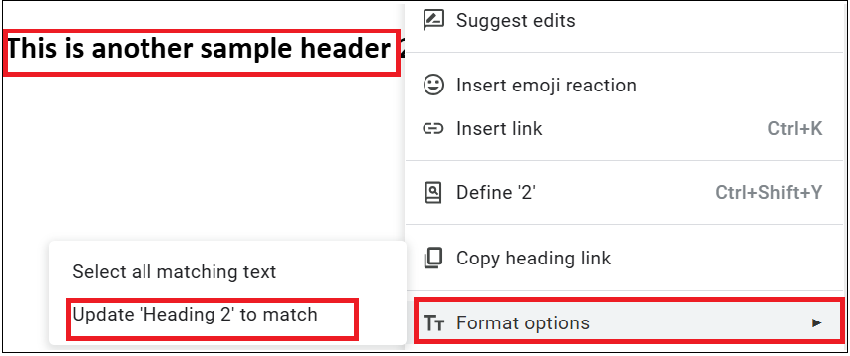 This is another sample header 2
Suggest edits
Insert emoji reaction
Insert link Ctrl+K
Define '2' Ctrl+Shift+Y
Copy heading link
Format options
Select all matching text
Update 'Heading 2' to match